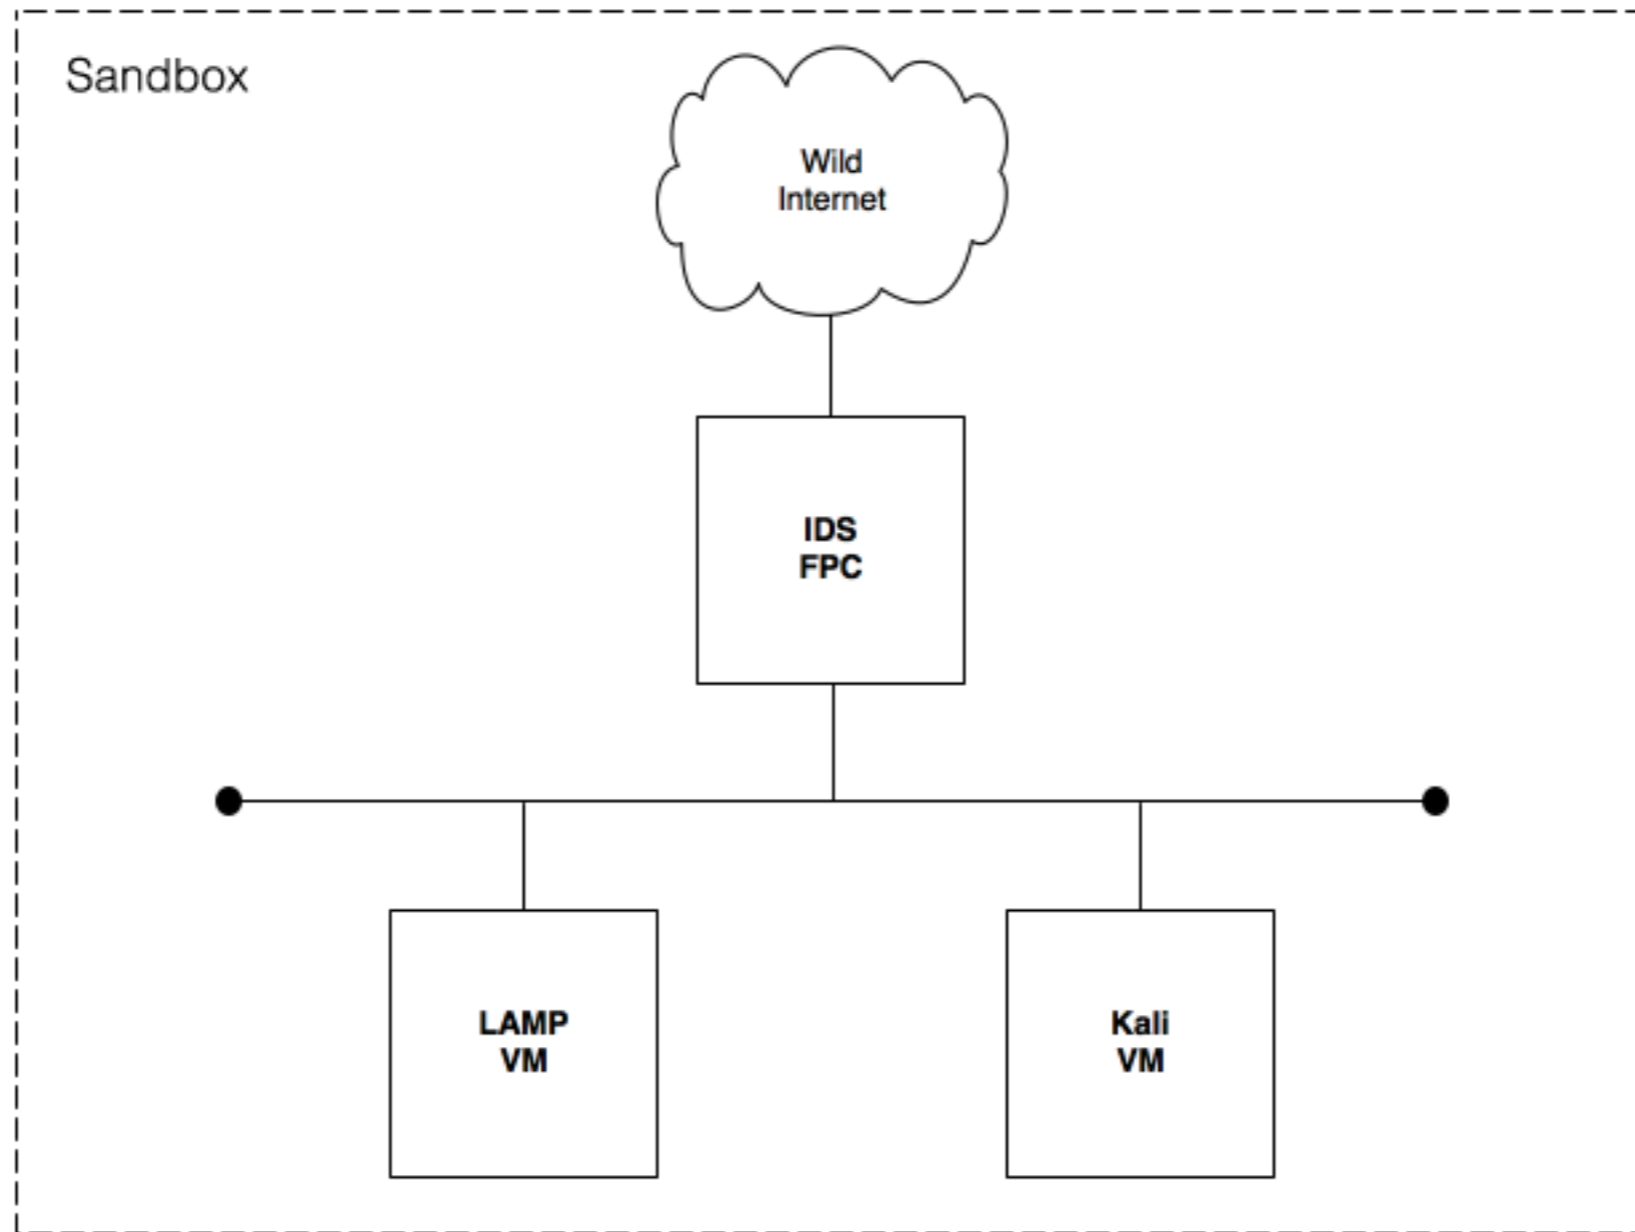 Sandbox
Wild
Internet
IDS
FPC
LAMP
VM
Kali
VM